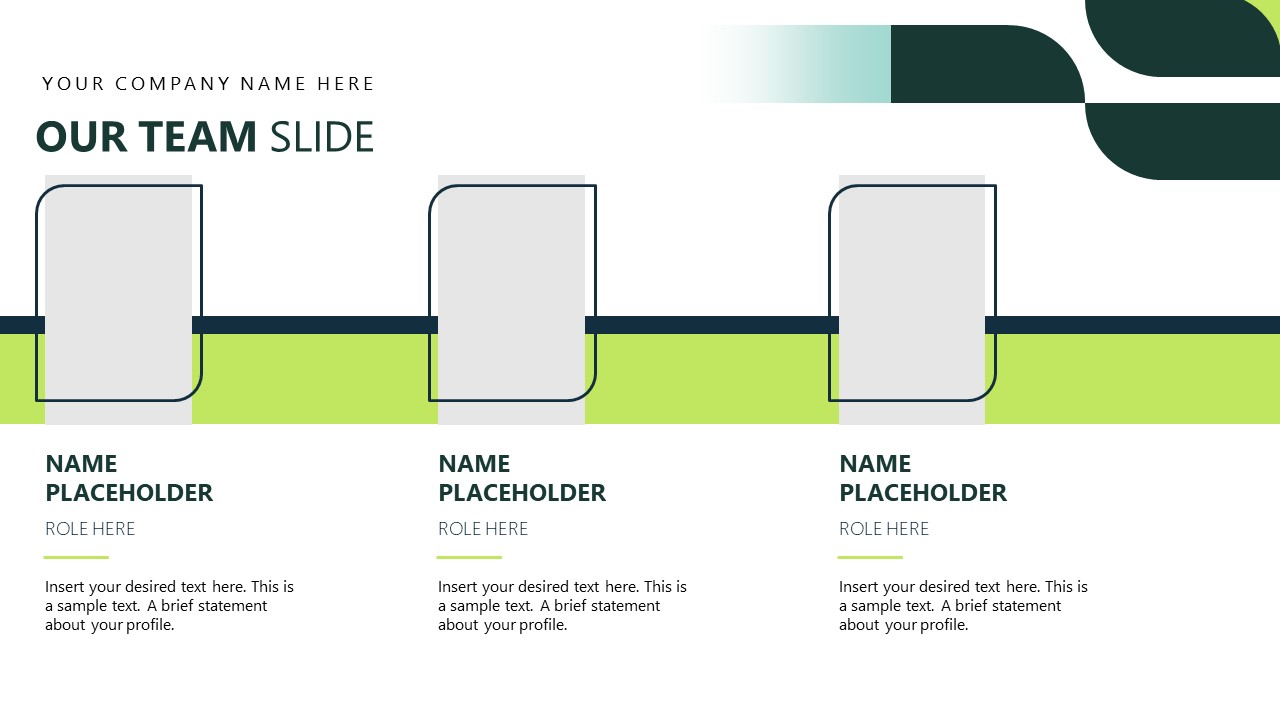 YOUR COMPANY NAME HERE
OUR TEAM SLIDE
NAME
PLACEHOLDER
ROLE HERE
Insert your desired text here. This is
a sample text. A brief statement
about your profile.
NAME
PLACEHOLDER
ROLE HERE
Insert your desired text here. This is
a sample text. A brief statement
about your profile.
NAME
PLACEHOLDER
ROLE HERE
Insert your desired text here. This is
a sample text. A brief statement
about your profile.